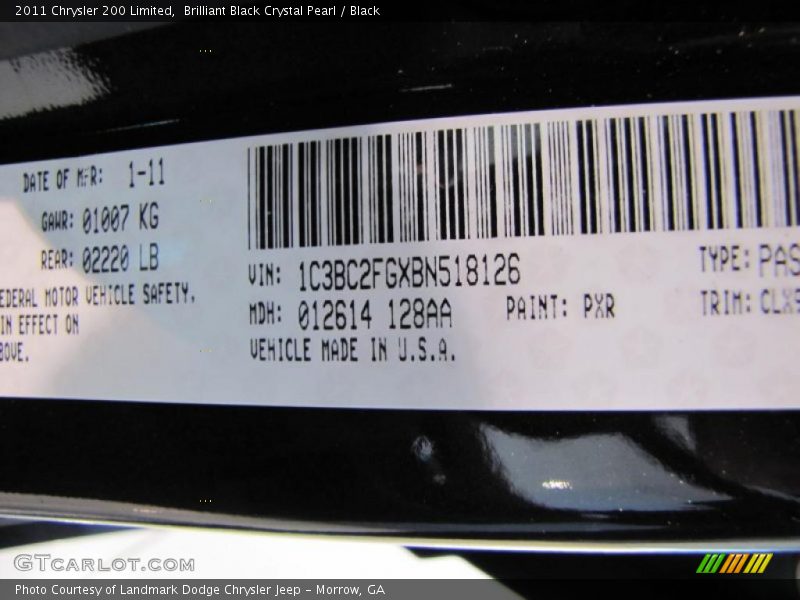 2011 Chrysler 200 Limited, Brilliant Black Crystal Pearl / Black
DATE OF MFR: 1-11
GAWR: 01007 KG
REAR: 02220 LB
EDERAL MOTOR VEHICLE SAFETY,
IN EFFECT ON
BOVE.
VIN: 1C3BC2FGXBN518126
TYPE: PAS
MDH: 012614 128AA PAINT: PXR
TRIM: CLX9
VEHICLE MADE IN U.S.A.
GTCARLOT.COM
Photo Courtesy of Landmark Dodge Chrysler Jeep - Morrow, GA